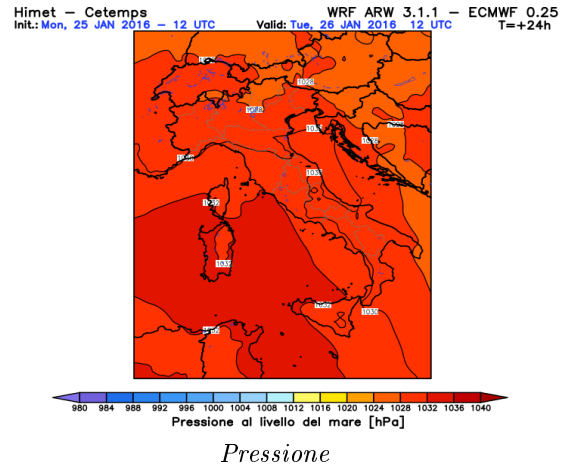 Himet – Cetemps WRF ARW 3.1.1 – ECMWF 0.25
Init.: Mon, 25 JAN 2016 – 12 UTC Valid: Tue, 26 JAN 2016 12 UTC T=+24h
1028
1032
1032
1032
1030
980 984 988 992 996 1000 1004 1008 1012 1016 1020 1024 1028 1032 1036 1040
Pressione al livello del mare [hPa]
Pressione